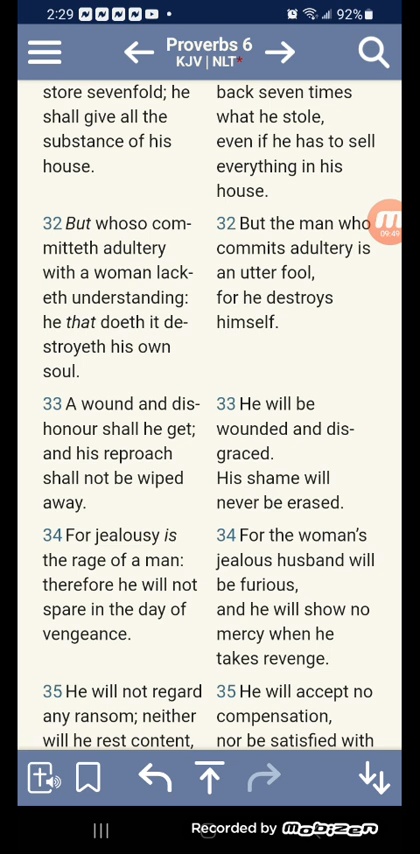 2:29 92%
Proverbs 6
KJV | NLT*
09:49
store sevenfold; he
shall give all the
substance of his
house.
32 But whoso com-
mitteth adultery
with a woman lack-
eth understanding:
he that doeth it de-
stroyeth his own
soul.
33 A wound and dis-
honour shall he get;
and his reproach
shall not be wiped
away.
34 For jealousy is
the rage of a man:
therefore he will not
spare in the day of
vengeance.
35 He will not regard
any ransom; neither
will he rest content,
back seven times
what he stole,
even if he has to sell
everything in his
house.
32 But the man who
commits adultery is
an utter fool,
for he destroys
himself.
33 He will be
wounded and dis-
graced.
His shame will
never be erased.
34 For the woman’s
jealous husband will
be furious,
and he will show no
mercy when he
takes revenge.
35 He will accept no
compensation,
nor be satisfied with
Recorded by mobizen